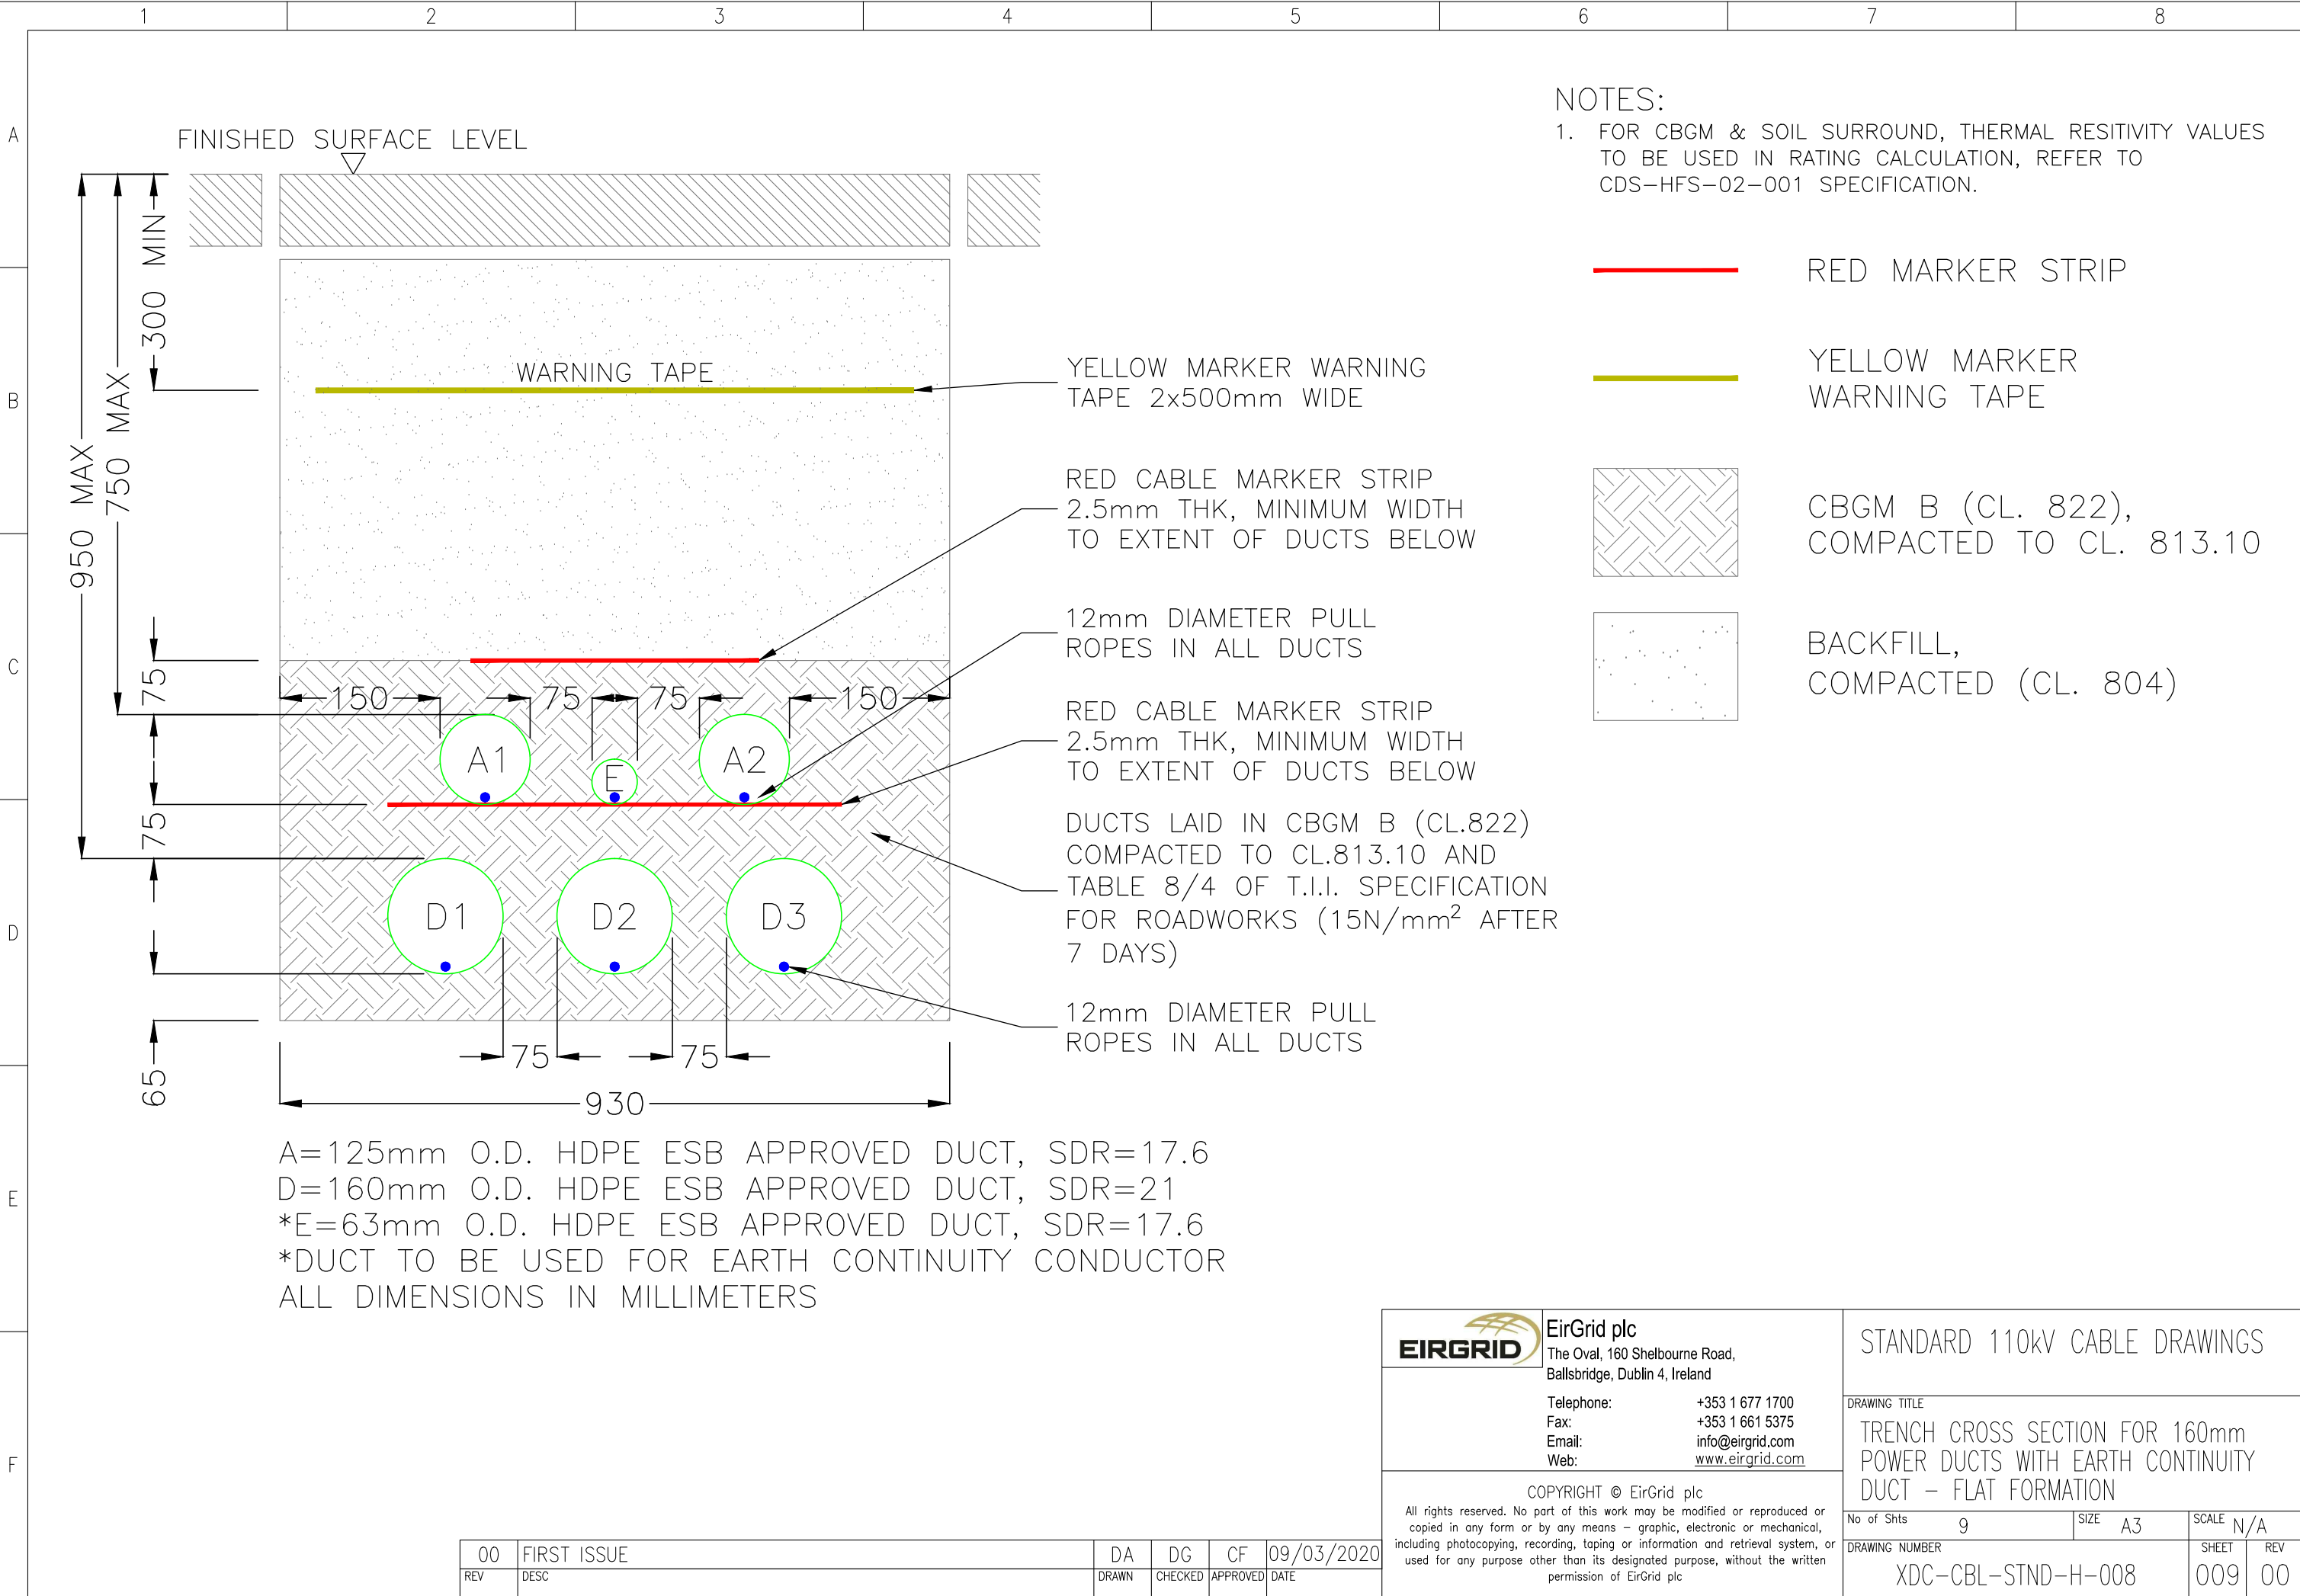 1 2 3 4 5 6 7 8
A
B
C
D
E
F
FINISHED SURFACE LEVEL
300 MIN
750 MAX
950 MAX
75
75
65
WARNING TAPE
150 75 75 150
A1 E A2
D1 D2 D3
75 75
930
YELLOW MARKER WARNING
TAPE 2x500mm WIDE
RED CABLE MARKER STRIP
2.5mm THK, MINIMUM WIDTH
TO EXTENT OF DUCTS BELOW
12mm DIAMETER PULL
ROPES IN ALL DUCTS
RED CABLE MARKER STRIP
2.5mm THK, MINIMUM WIDTH
TO EXTENT OF DUCTS BELOW
DUCTS LAID IN CBGM B (CL.822)
COMPACTED TO CL.813.10 AND
TABLE 8/4 OF T.I.I. SPECIFICATION
FOR ROADWORKS (15N/mm² AFTER
7 DAYS)
12mm DIAMETER PULL
ROPES IN ALL DUCTS
NOTES:
1. FOR CBGM & SOIL SURROUND, THERMAL RESITIVITY VALUES
TO BE USED IN RATING CALCULATION, REFER TO
CDS-HFS-02-001 SPECIFICATION.
RED MARKER STRIP
YELLOW MARKER
WARNING TAPE
CBGM B (CL. 822),
COMPACTED TO CL. 813.10
BACKFILL,
COMPACTED (CL. 804)
A=125mm O.D. HDPE ESB APPROVED DUCT, SDR=17.6
D=160mm O.D. HDPE ESB APPROVED DUCT, SDR=21
*E=63mm O.D. HDPE ESB APPROVED DUCT, SDR=17.6
*DUCT TO BE USED FOR EARTH CONTINUITY CONDUCTOR
ALL DIMENSIONS IN MILLIMETERS
00 FIRST ISSUE DA DG CF 09/03/2020
REV DESC DRAWN CHECKED APPROVED DATE
EIRGRID
EirGrid plc
The Oval, 160 Shelbourne Road,
Ballsbridge, Dublin 4, Ireland
Telephone: +353 1 677 1700
Fax: +353 1 661 5375
Email: info@eirgrid.com
Web: www.eirgrid.com
COPYRIGHT © EirGrid plc
All rights reserved. No part of this work may be modified or reproduced or
copied in any form or by any means - graphic, electronic or mechanical,
including photocopying, recording, taping or information and retrieval system, or
used for any purpose other than its designated purpose, without the written
permission of EirGrid plc
STANDARD 110kV CABLE DRAWINGS
DRAWING TITLE
TRENCH CROSS SECTION FOR 160mm
POWER DUCTS WITH EARTH CONTINUITY
DUCT - FLAT FORMATION
No of Shts 9 SIZE A3 SCALE N/A
DRAWING NUMBER SHEET REV
XDC-CBL-STND-H-008 009 00